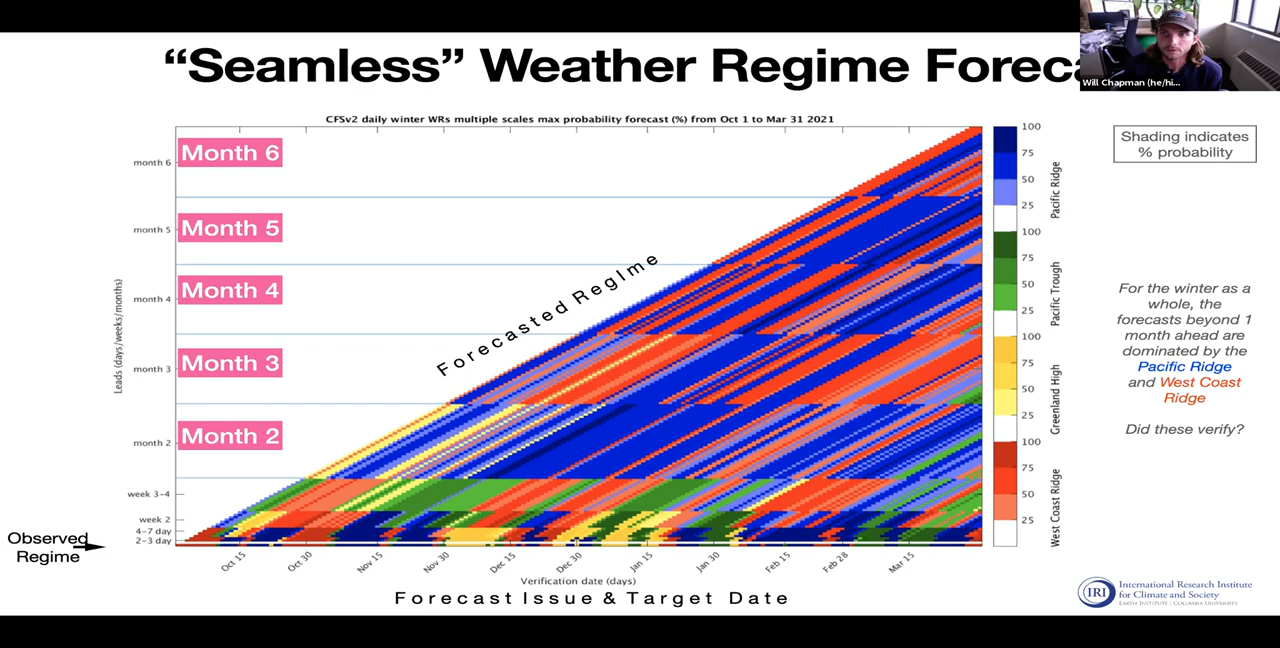 “Seamless” Weather Regime Foreca
Will Chapman (he/hi...
CFSv2 daily winter WRs multiple scales max probability forecast (%) from Oct 1 to Mar 31 2021
Month 6
Month 5
Month 4
Month 3
Month 2
month 6
month 5
month 4
month 3
month 2
week 3-4
week 2
4-7 day
2-3 day
Leads (days/weeks/months)
Observed
Regime
Forecasted RegIme
Oct 15
Oct 30
Nov 15
Nov 30
Dec 15
Dec 30
Jan 15
Jan 30
Feb 15
Feb 28
Mar 15
Verification date (days)
Forecast Issue & Target Date
100
75
50
25
Pacific Ridge
100
75
50
25
Pacific Trough
100
75
50
25
Greenland High
100
75
50
25
West Coast Ridge
Shading indicates
% probability
For the winter as a
whole, the
forecasts beyond 1
month ahead are
dominated by the
Pacific Ridge
and West Coast
Ridge
Did these verify?
IRI
International Research Institute
for Climate and Society
EARTH INSTITUTE | COLUMBIA UNIVERSITY